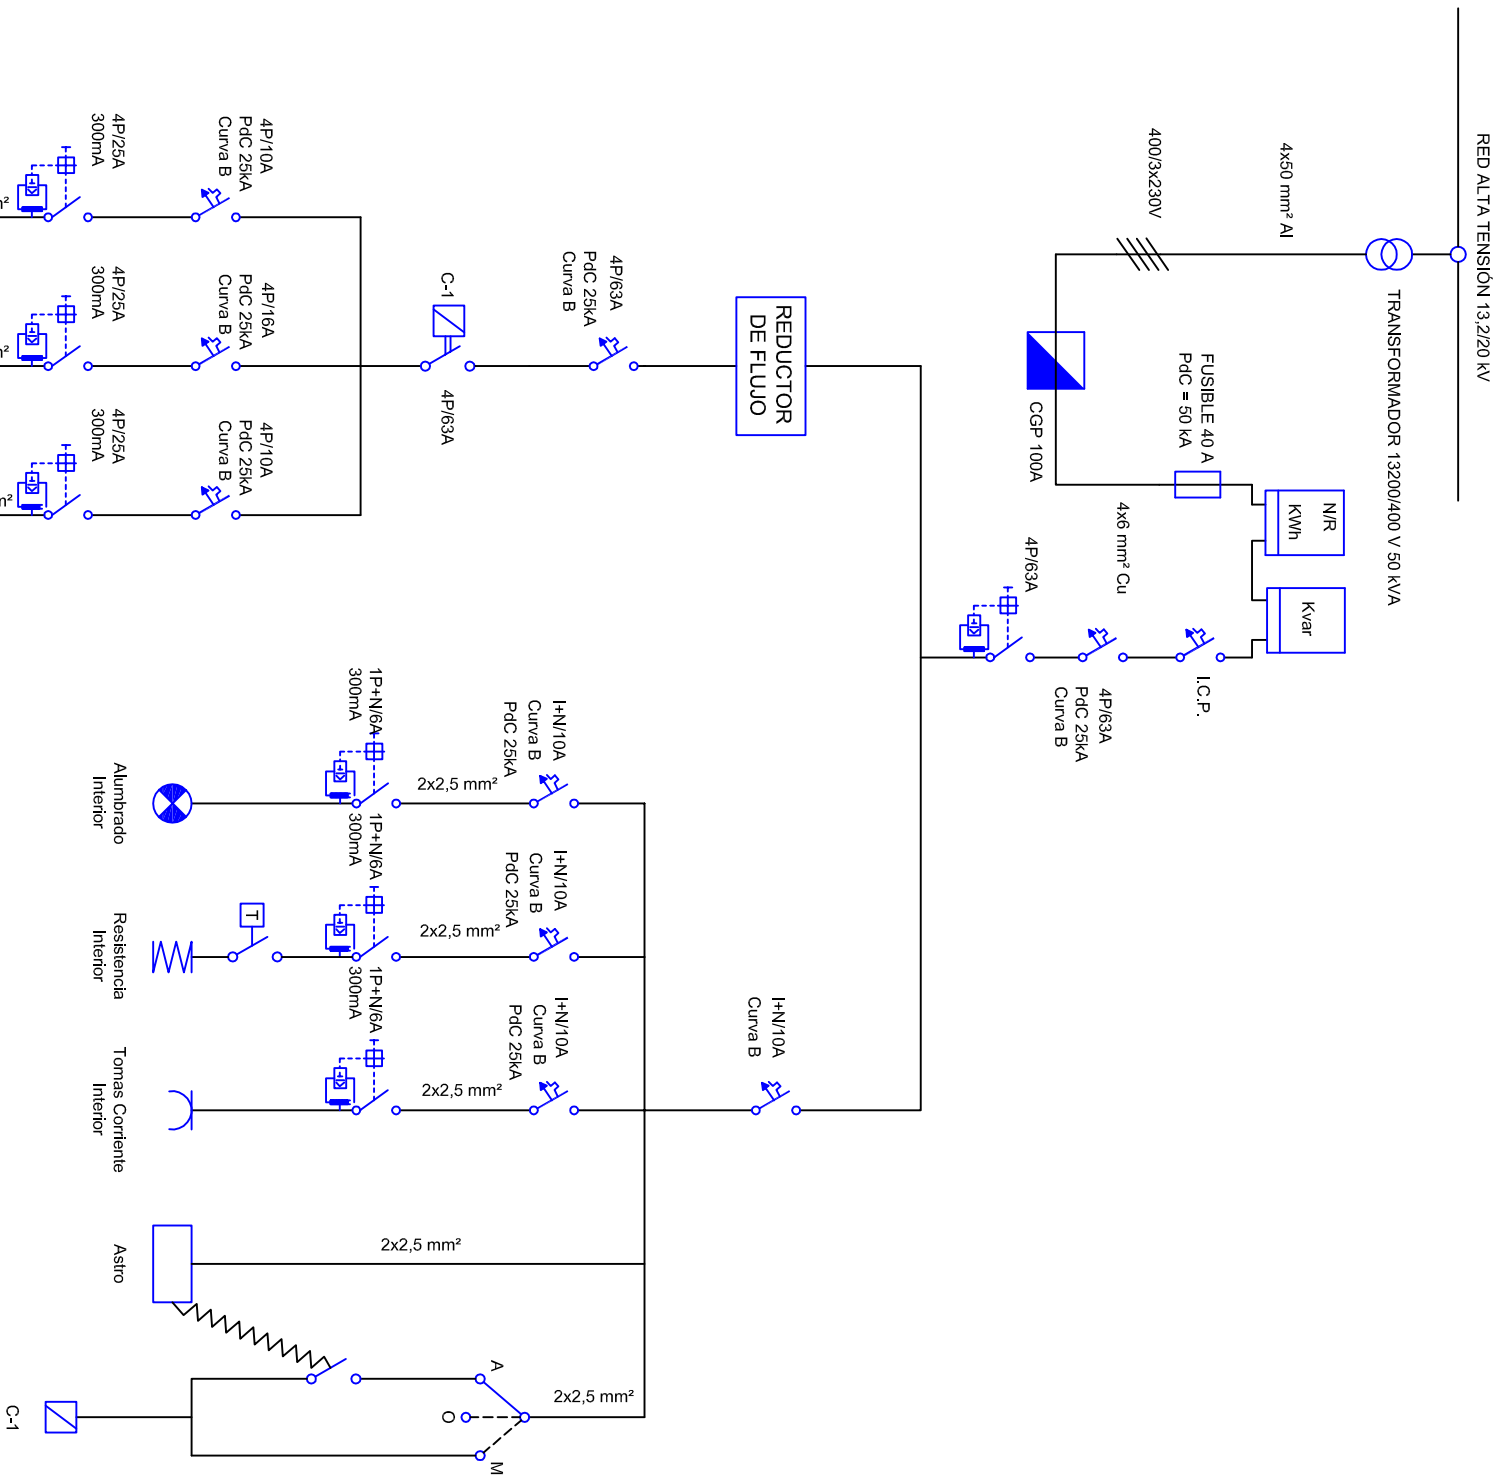 RED ALTA TENSIÓN 13,2/20 kV
TRANSFORMADOR 13200/400 V 50 kVA
4x50 mm² Al
400/3x230V
CGP 100A
FUSIBLE 40 A
PdC = 50 kA
N/R
KWh
Kvar
4x6 mm² Cu
I.C.P.
4P/63A
PdC 25kA
Curva B
4P/63A
REDUCTOR
DE FLUJO
4P/63A
PdC 25kA
Curva B
C-1
4P/63A
4P/10A
PdC 25kA
Curva B
4P/16A
PdC 25kA
Curva B
4P/10A
PdC 25kA
Curva B
4P/25A
300mA
4P/25A
300mA
4P/25A
300mA
m²
m²
m²
I+N/10A
Curva B
I+N/10A
Curva B
PdC 25kA
I+N/10A
Curva B
PdC 25kA
I+N/10A
Curva B
PdC 25kA
2x2,5 mm²
2x2,5 mm²
2x2,5 mm²
2x2,5 mm²
2x2,5 mm²
1P+N/6A
300mA
1P+N/6A
300mA
1P+N/6A
300mA
T
A
O
M
Alumbrado
Interior
Resistencia
Interior
Tomas Corriente
Interior
Astro
C-1